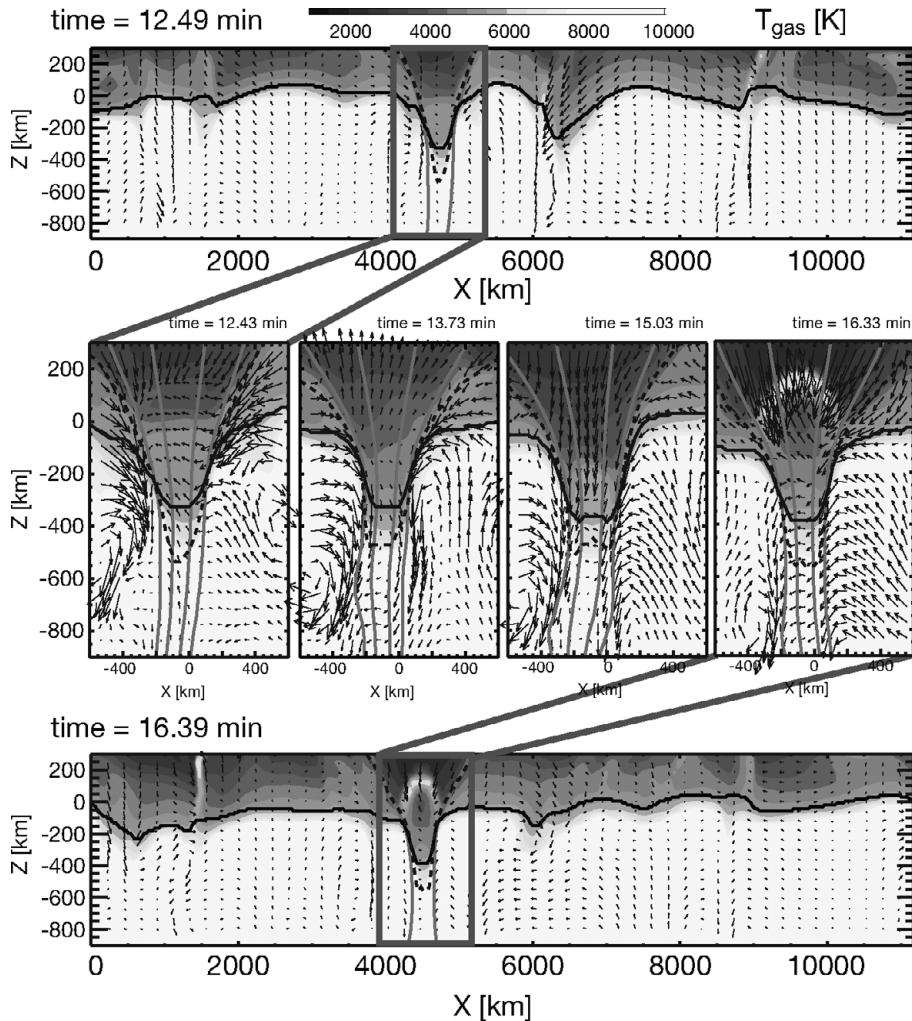 time = 12.49 min
2000 4000 6000 8000 10000
T_gas [K]
Z [km]
200
0
-200
-400
-600
-800
0 2000 4000 6000 8000 10000
X [km]
time = 12.43 min
time = 13.73 min
time = 15.03 min
time = 16.33 min
Z [km]
200
0
-200
-400
-600
-800
-400 0 400
-400 0 400
-400 0 400
-400 0 400
X [km]
X [km]
X [km]
X [km]
time = 16.39 min
Z [km]
200
0
-200
-400
-600
-800
0 2000 4000 6000 8000 10000
X [km]